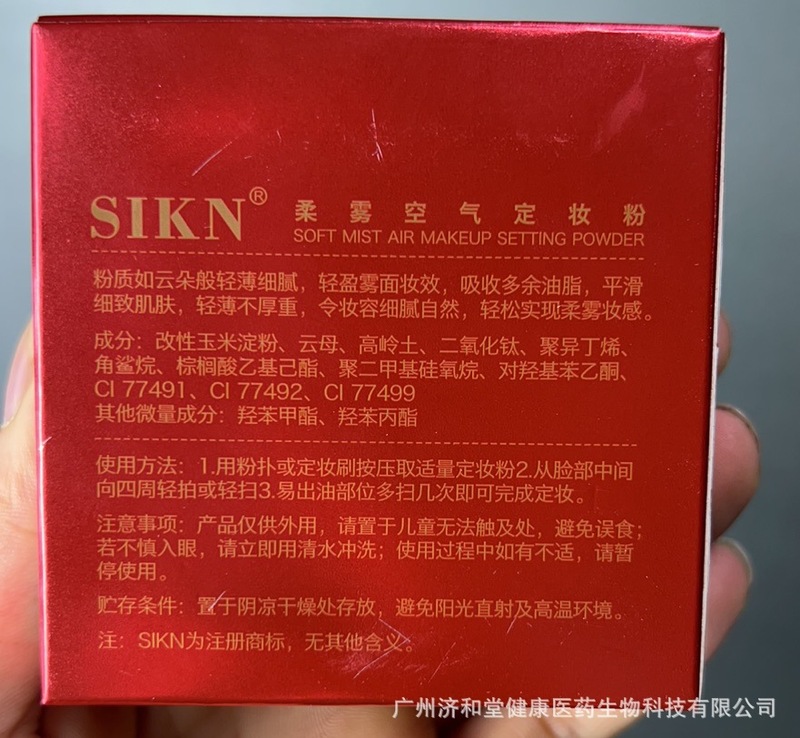 SIKN® 柔雾空气定妆粉
SOFT MIST AIR MAKEUP SETTING POWDER
粉质如云朵般轻薄细腻，轻盈雾面妆效，吸收多余油脂，平滑
细致肌肤，轻薄不厚重，令妆容细腻自然，轻松实现柔雾妆感。
成分：改性玉米淀粉、云母、高岭土、二氧化钛、聚异丁烯、
角鲨烷、棕榈酸乙基己酯、聚二甲基硅氧烷、对羟基苯乙酮、
CI 77491、CI 77492、CI 77499
其他微量成分：羟苯甲酯、羟苯丙酯
使用方法：1.用粉扑或定妆刷按压取适量定妆粉2.从脸部中间
向四周轻拍或轻扫3.易出油部位多扫几次即可完成定妆。
注意事项：产品仅供外用，请置于儿童无法触及处，避免误食；
若不慎入眼，请立即用清水冲洗；使用过程中如有不适，请暂
停使用。
贮存条件：置于阴凉干燥处存放，避免阳光直射及高温环境。
注：SIKN为注册商标，无其他含义。
广州济和堂健康医药生物科技有限公司